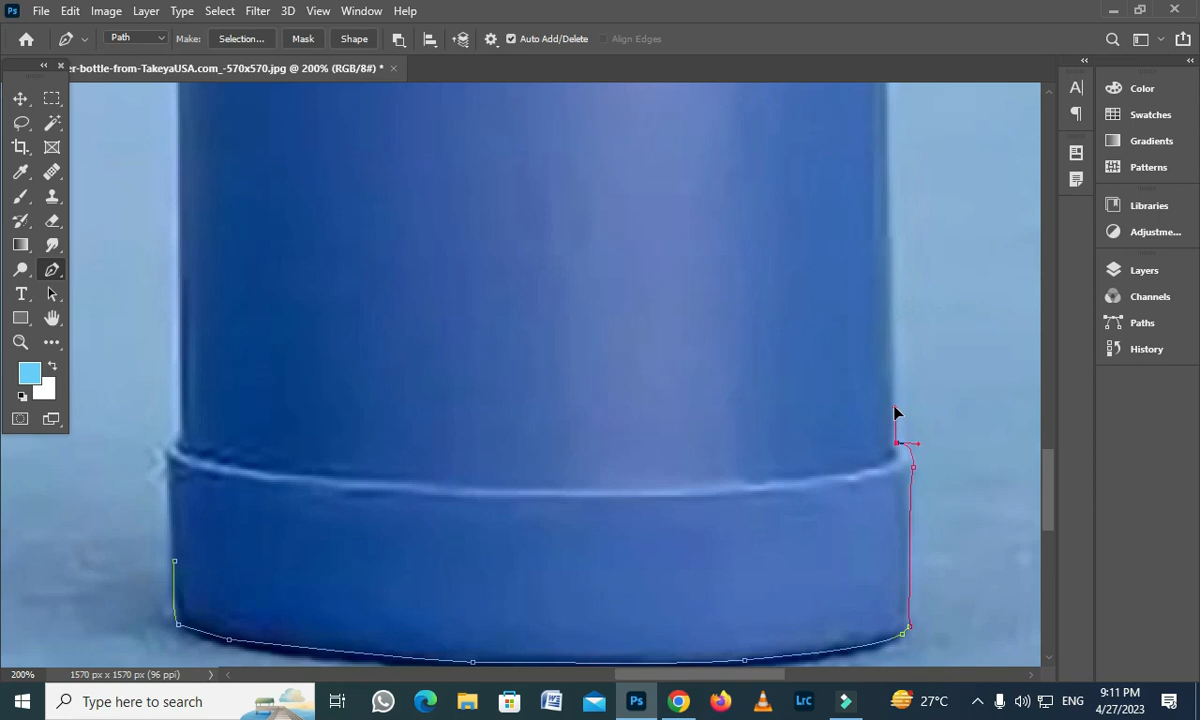 Ps File Edit Image Layer Type Select Filter 3D View Window Help
Path Make: Selection... Mask Shape Auto Add/Delete Align Edges
er-bottle-from-TakeyaUSA.com_-570x570.jpg @ 200% (RGB/8#) *
Color
Swatches
Gradients
Patterns
Libraries
Adjustme...
Layers
Channels
Paths
History
200% 1570 px x 1570 px (96 ppi)
Type here to search Ps Lrc 27°C ENG 9:11 PM
4/27/2023